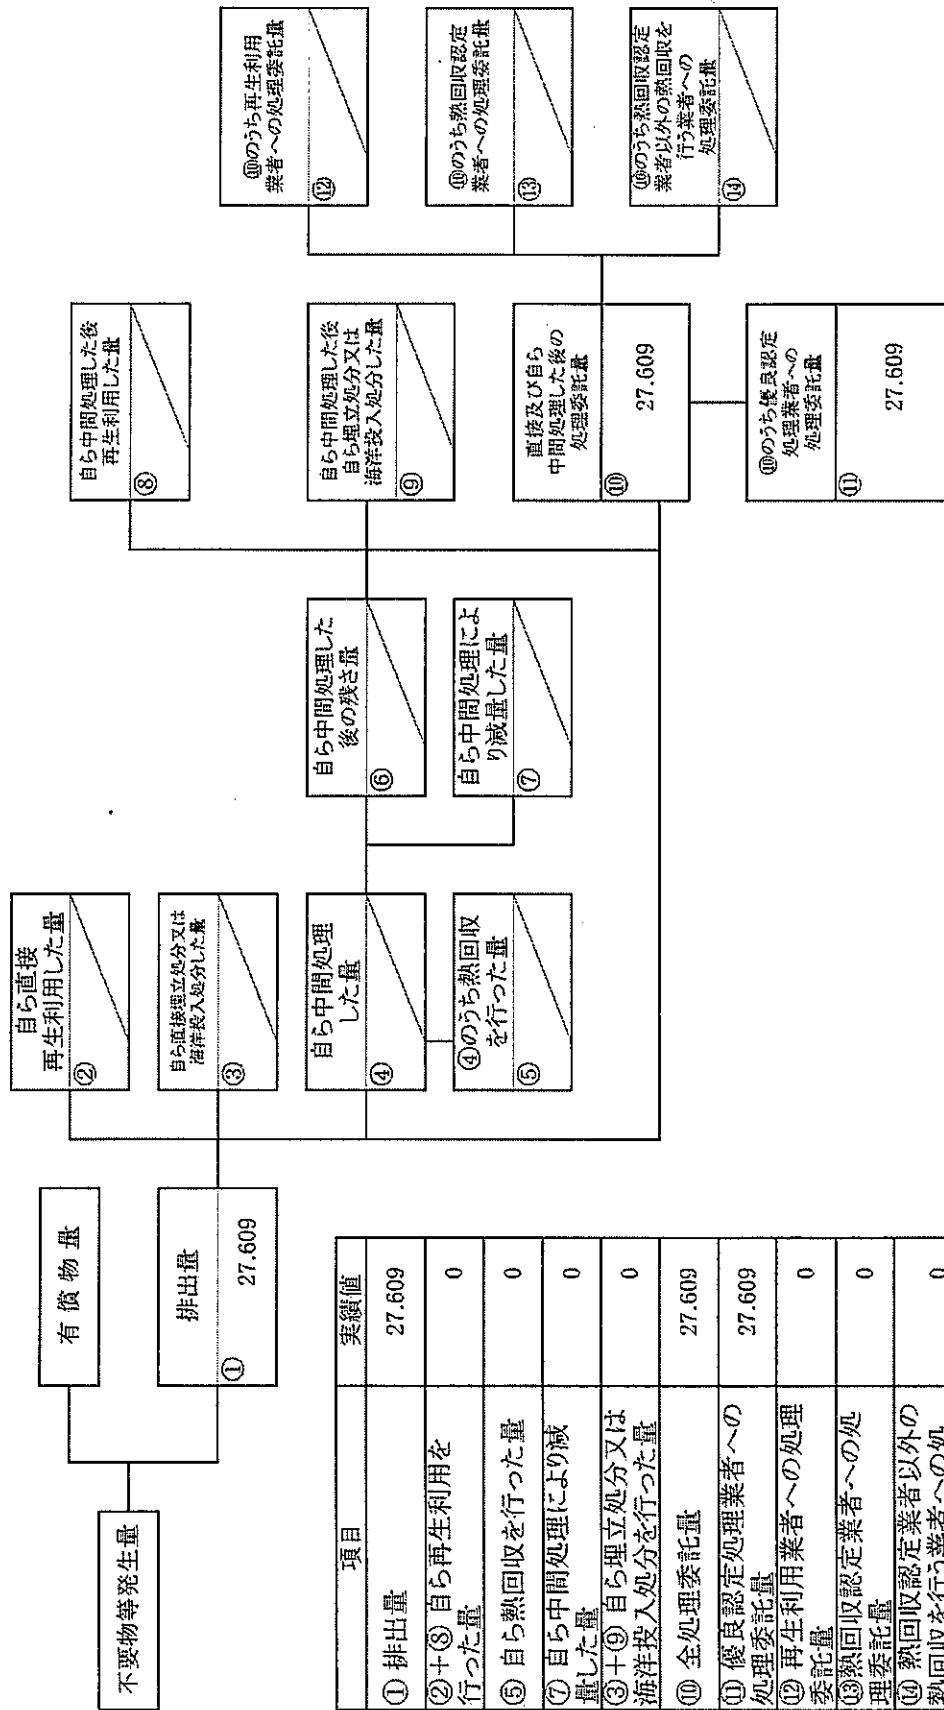 不要物等発生量
有償物量
排出量
①
27.609
自ら直接
再生利用した量
②
自ら直接埋立処分又は
海洋投入処分した量
③
自ら中間処理
した量
④
④のうち熱回収
を行った量
⑤
自ら中間処理した
後の残さ量
⑥
自ら中間処理によ
り減量した量
⑦
自ら中間処理した後
再生利用した量
⑧
自ら中間処理した後
自ら埋立処分又は
海洋投入処分した量
⑨
直接及び自ら
中間処理した後の
処理委託量
⑩
27.609
⑩のうち優良認定
処理業者への
処理委託量
⑪
27.609
⑩のうち再生利用
業者への処理委託量
⑫
⑩のうち熱回収認定
業者への処理委託量
⑬
⑩のうち熱回収認定
業者以外の熱回収を
行う業者への
処理委託量
⑭
項目 実績値
①排出量 27.609
②+⑧ 自ら再生利用を
行った量 0
⑤ 自ら熱回収を行った量 0
⑦ 自ら中間処理により減
量した量 0
③+⑨ 自ら埋立処分又は
海洋投入処分を行った量 0
⑩ 全処理委託量 27.609
⑪ 優良認定処理業者への
処理委託量 27.609
⑫ 再生利用業者への処理
委託量 0
⑬熱回収認定業者への処
理委託量 0
⑭ 熱回収認定業者以外の
熱回収を行う業者への処 0